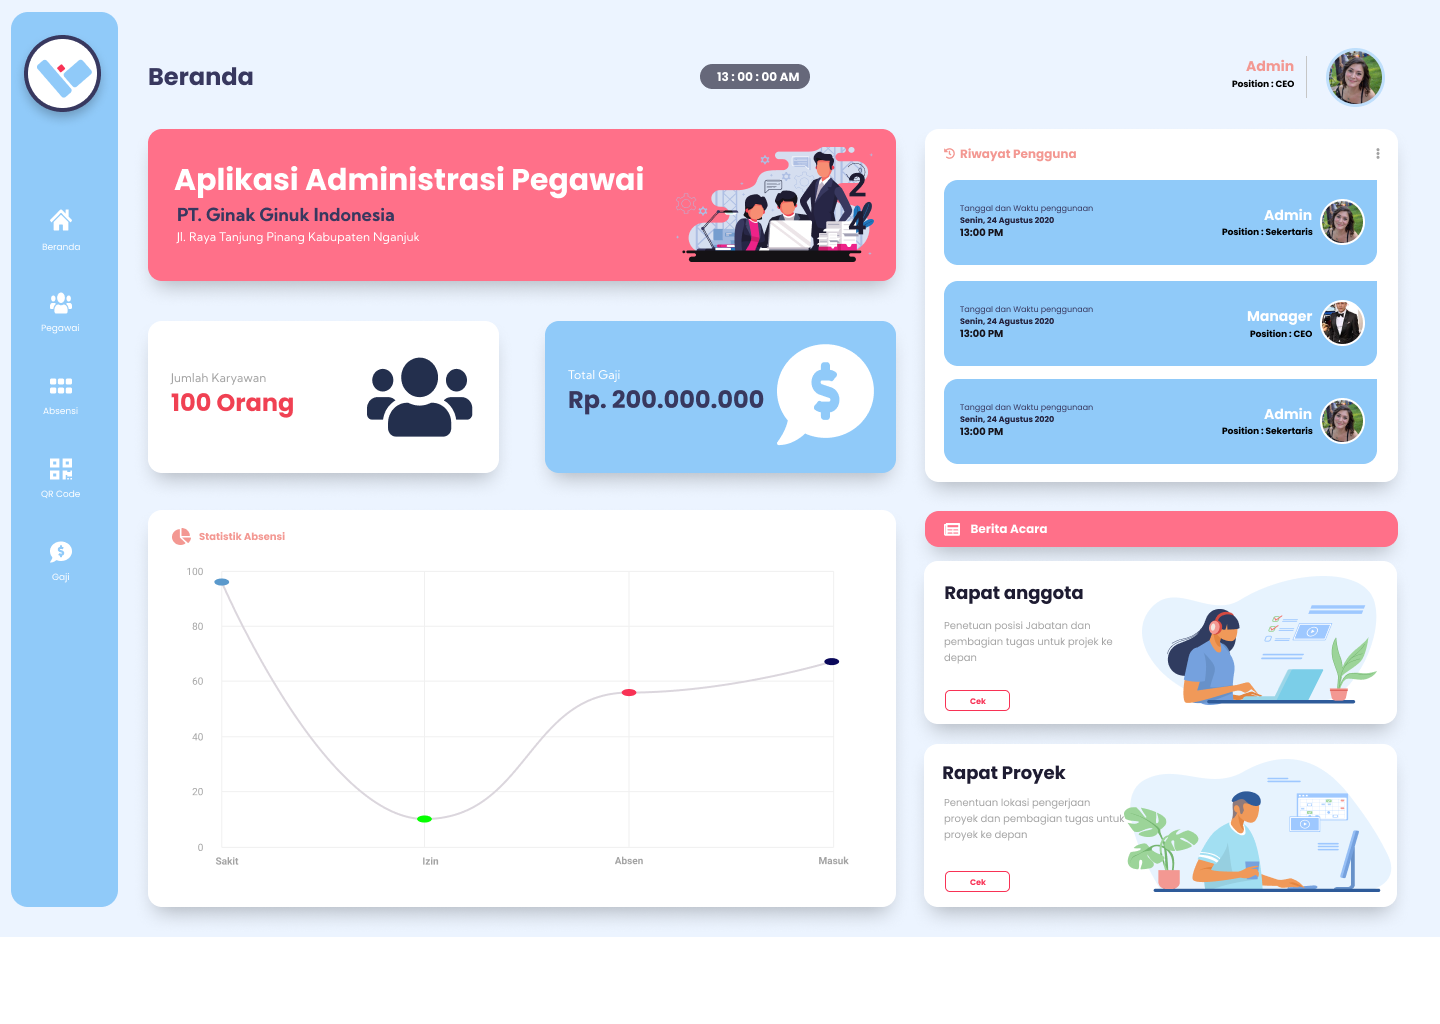 Beranda
13 : 00 : 00 AM
Admin
Position : CEO
Beranda
Pegawai
Absensi
QR Code
Gaji
Aplikasi Administrasi Pegawai
PT. Ginak Ginuk Indonesia
Jl. Raya Tanjung Pinang Kabupaten Nganjuk
24
Jumlah Karyawan
100 Orang
Total Gaji
Rp. 200.000.000
Statistik Absensi
100
80
60
40
20
0
Sakit
Izin
Absen
Masuk
Riwayat Pengguna
Tanggal dan Waktu penggunaan
Senin, 24 Agustus 2020
13:00 PM
Admin
Position : Sekertaris
Tanggal dan Waktu penggunaan
Senin, 24 Agustus 2020
13:00 PM
Manager
Position : CEO
Tanggal dan Waktu penggunaan
Senin, 24 Agustus 2020
13:00 PM
Admin
Position : Sekertaris
Berita Acara
Rapat anggota
Penetuan posisi Jabatan dan
pembagian tugas untuk projek ke
depan
Cek
Rapat Proyek
Penentuan lokasi pengerjaan
proyek dan pembagian tugas untuk
proyek ke depan
Cek